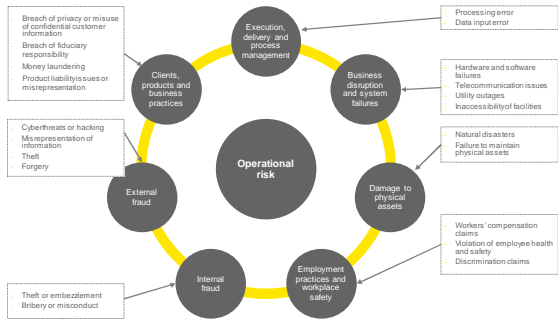 Breach of privacy or misuse
of confidential customer
information
Breach of fiduciary
responsibility
Money laundering
Product liability issues or
misrepresentation
Execution,
delivery and
process
management
Processing error
Data input error
Clients,
products and
business
practices
Business
disruption and
system
failures
Hardware and software
failures
Telecommunication issues
Utility outages
Inaccessibility of facilities
Cyberthreats or hacking
Misrepresentation of
information
Theft
Forgery
Operational
risk
Natural disasters
Failure to maintain
physical assets
External
fraud
Damage to
physical
assets
Workers' compensation
claims
Violation of employee health
and safety
Discrimination claims
Internal
fraud
Employment
practices and
workplace
safety
Theft or embezzlement
Bribery or misconduct